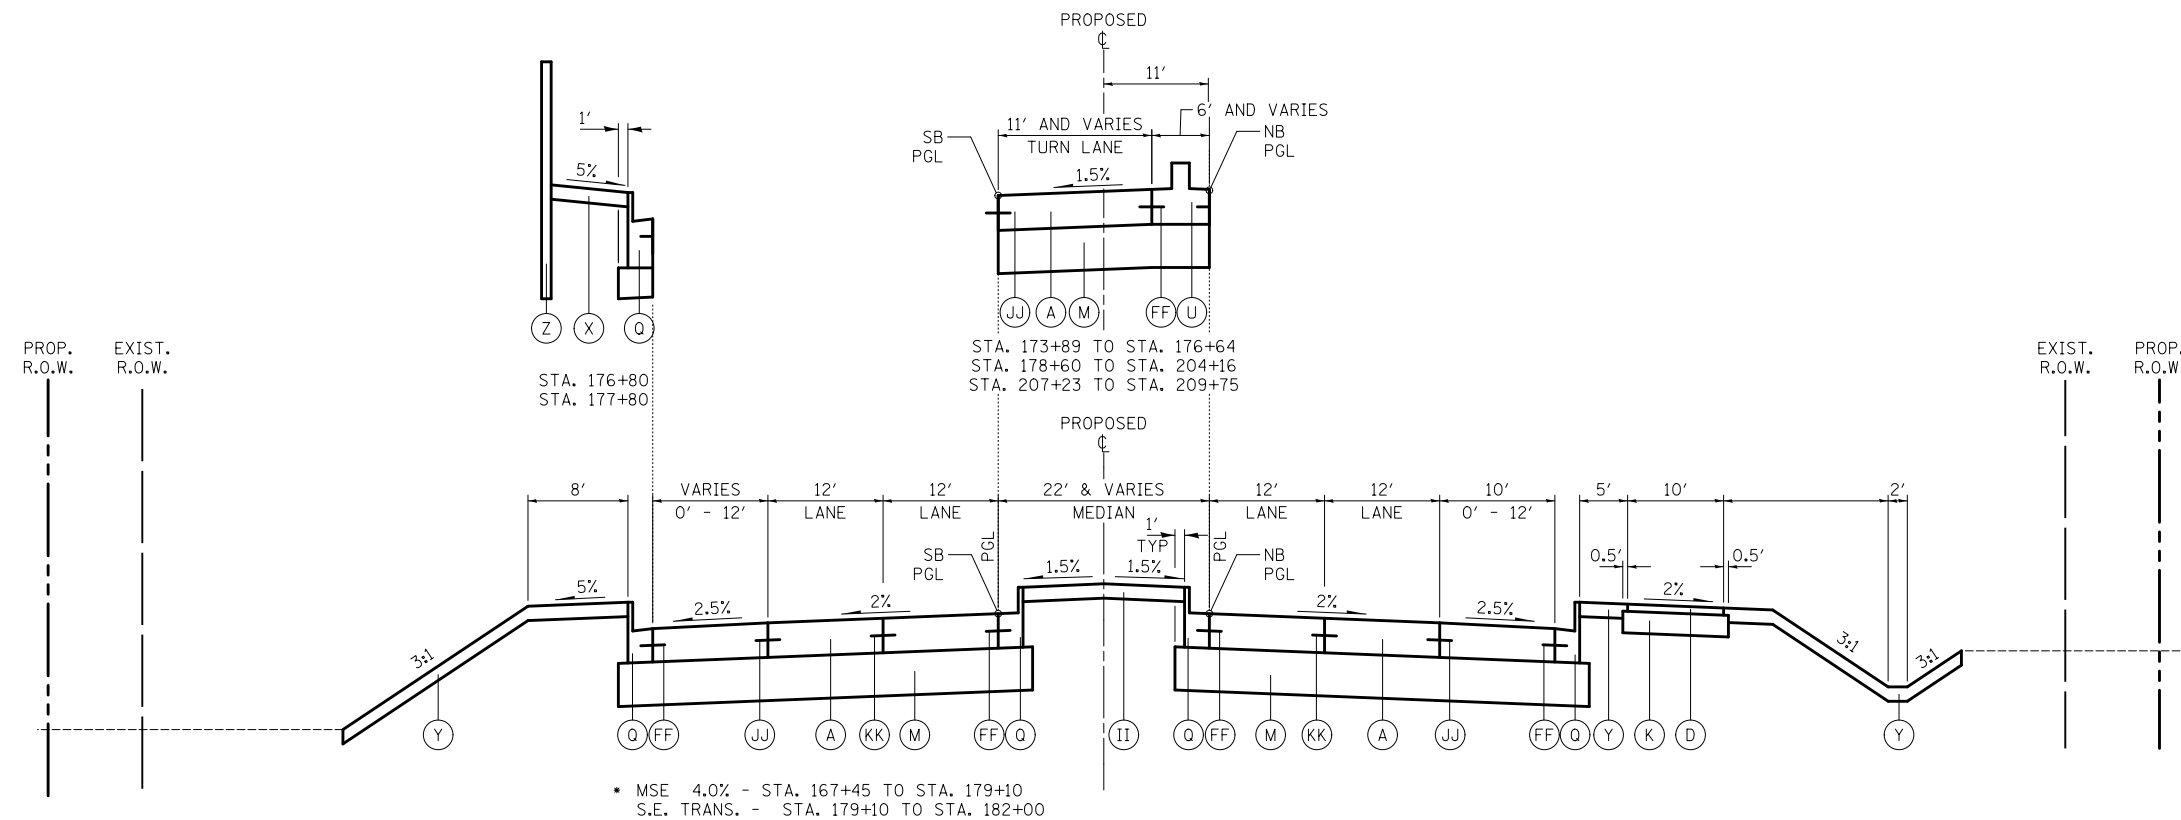 PROPOSED
℄
11'
6' AND VARIES
11' AND VARIES
TURN LANE
SB
PGL
NB
PGL
1'
5%
1.5%
JJ A M FF U
Z X Q
STA. 173+89 TO STA. 176+64
STA. 178+60 TO STA. 204+16
STA. 207+23 TO STA. 209+75
STA. 176+80
STA. 177+80
PROP.
R.O.W.
EXIST.
R.O.W.
EXIST.
R.O.W.
PROP.
R.O.W
PROPOSED
℄
8' VARIES 12' 12' 22' & VARIES 12' 12' 10' 5' 10' 2'
0' - 12' LANE LANE MEDIAN LANE LANE 0' - 12'
1'
TYP
PGL
PGL
SB
PGL
NB
PGL
0.5' 0.5'
5% 2.5% 2% 1.5% 1.5% 2% 2.5% 2%
3:1 3:1 3:1
Y Q FF JJ A KK M FF Q II Q FF M KK A JJ FF Q Y K D Y
* MSE 4.0% - STA. 167+45 TO STA. 179+10
S.E. TRANS. - STA. 179+10 TO STA. 182+00